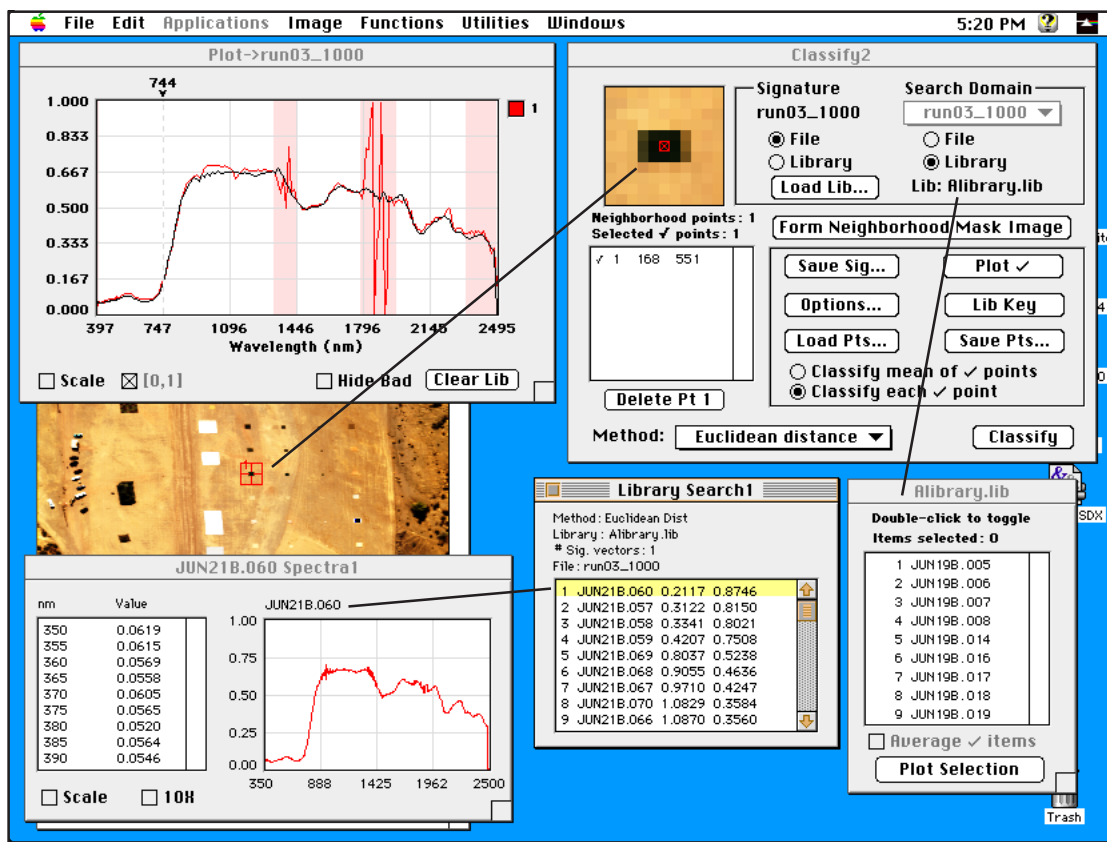 File Edit Applications Image Functions Utilities Windows 5:20 PM
Plot->run03_1000
744
1.000
0.833
0.667
0.500
0.333
0.167
0.000
397 747 1096 1446 1796 2145 2495
Wavelength (nm)
1
Scale [0,1] Hide Bad Clear Lib
Classify2
Signature Search Domain
run03_1000 run03_1000
File File
Library Library
Load Lib... Lib: Alibrary.lib
Neighborhood points: 1
Selected √ points: 1
Form Neighborhood Mask Image
√ 1 168 551
Save Sig... Plot ✓
Options... Lib Key
Load Pts... Save Pts...
Classify mean of ✓ points
Classify each ✓ point
Delete Pt 1
Method: Euclidean distance Classify
JUN21B.060 Spectra1
nm Value
350 0.0619
355 0.0615
360 0.0569
365 0.0558
370 0.0605
375 0.0565
380 0.0520
385 0.0564
390 0.0546
JUN21B.060
1.00
0.75
0.50
0.25
0.00
350 888 1425 1962 2500
Scale 10X
Library Search1
Method: Euclidean Dist
Library: Alibrary.lib
# Sig. vectors: 1
File: run03_1000
1 JUN21B.060 0.2117 0.8746
2 JUN21B.057 0.3122 0.8150
3 JUN21B.058 0.3341 0.8021
4 JUN21B.059 0.4207 0.7508
5 JUN21B.069 0.8037 0.5238
6 JUN21B.068 0.9055 0.4636
7 JUN21B.067 0.9710 0.4247
8 JUN21B.070 1.0829 0.3584
9 JUN21B.066 1.0870 0.3560
Alibrary.lib
Double-click to toggle
Items selected: 0
1 JUN19B.005
2 JUN19B.006
3 JUN19B.007
4 JUN19B.008
5 JUN19B.014
6 JUN19B.016
7 JUN19B.017
8 JUN19B.018
9 JUN19B.019
Average ✓ items
Plot Selection
SDX
Trash